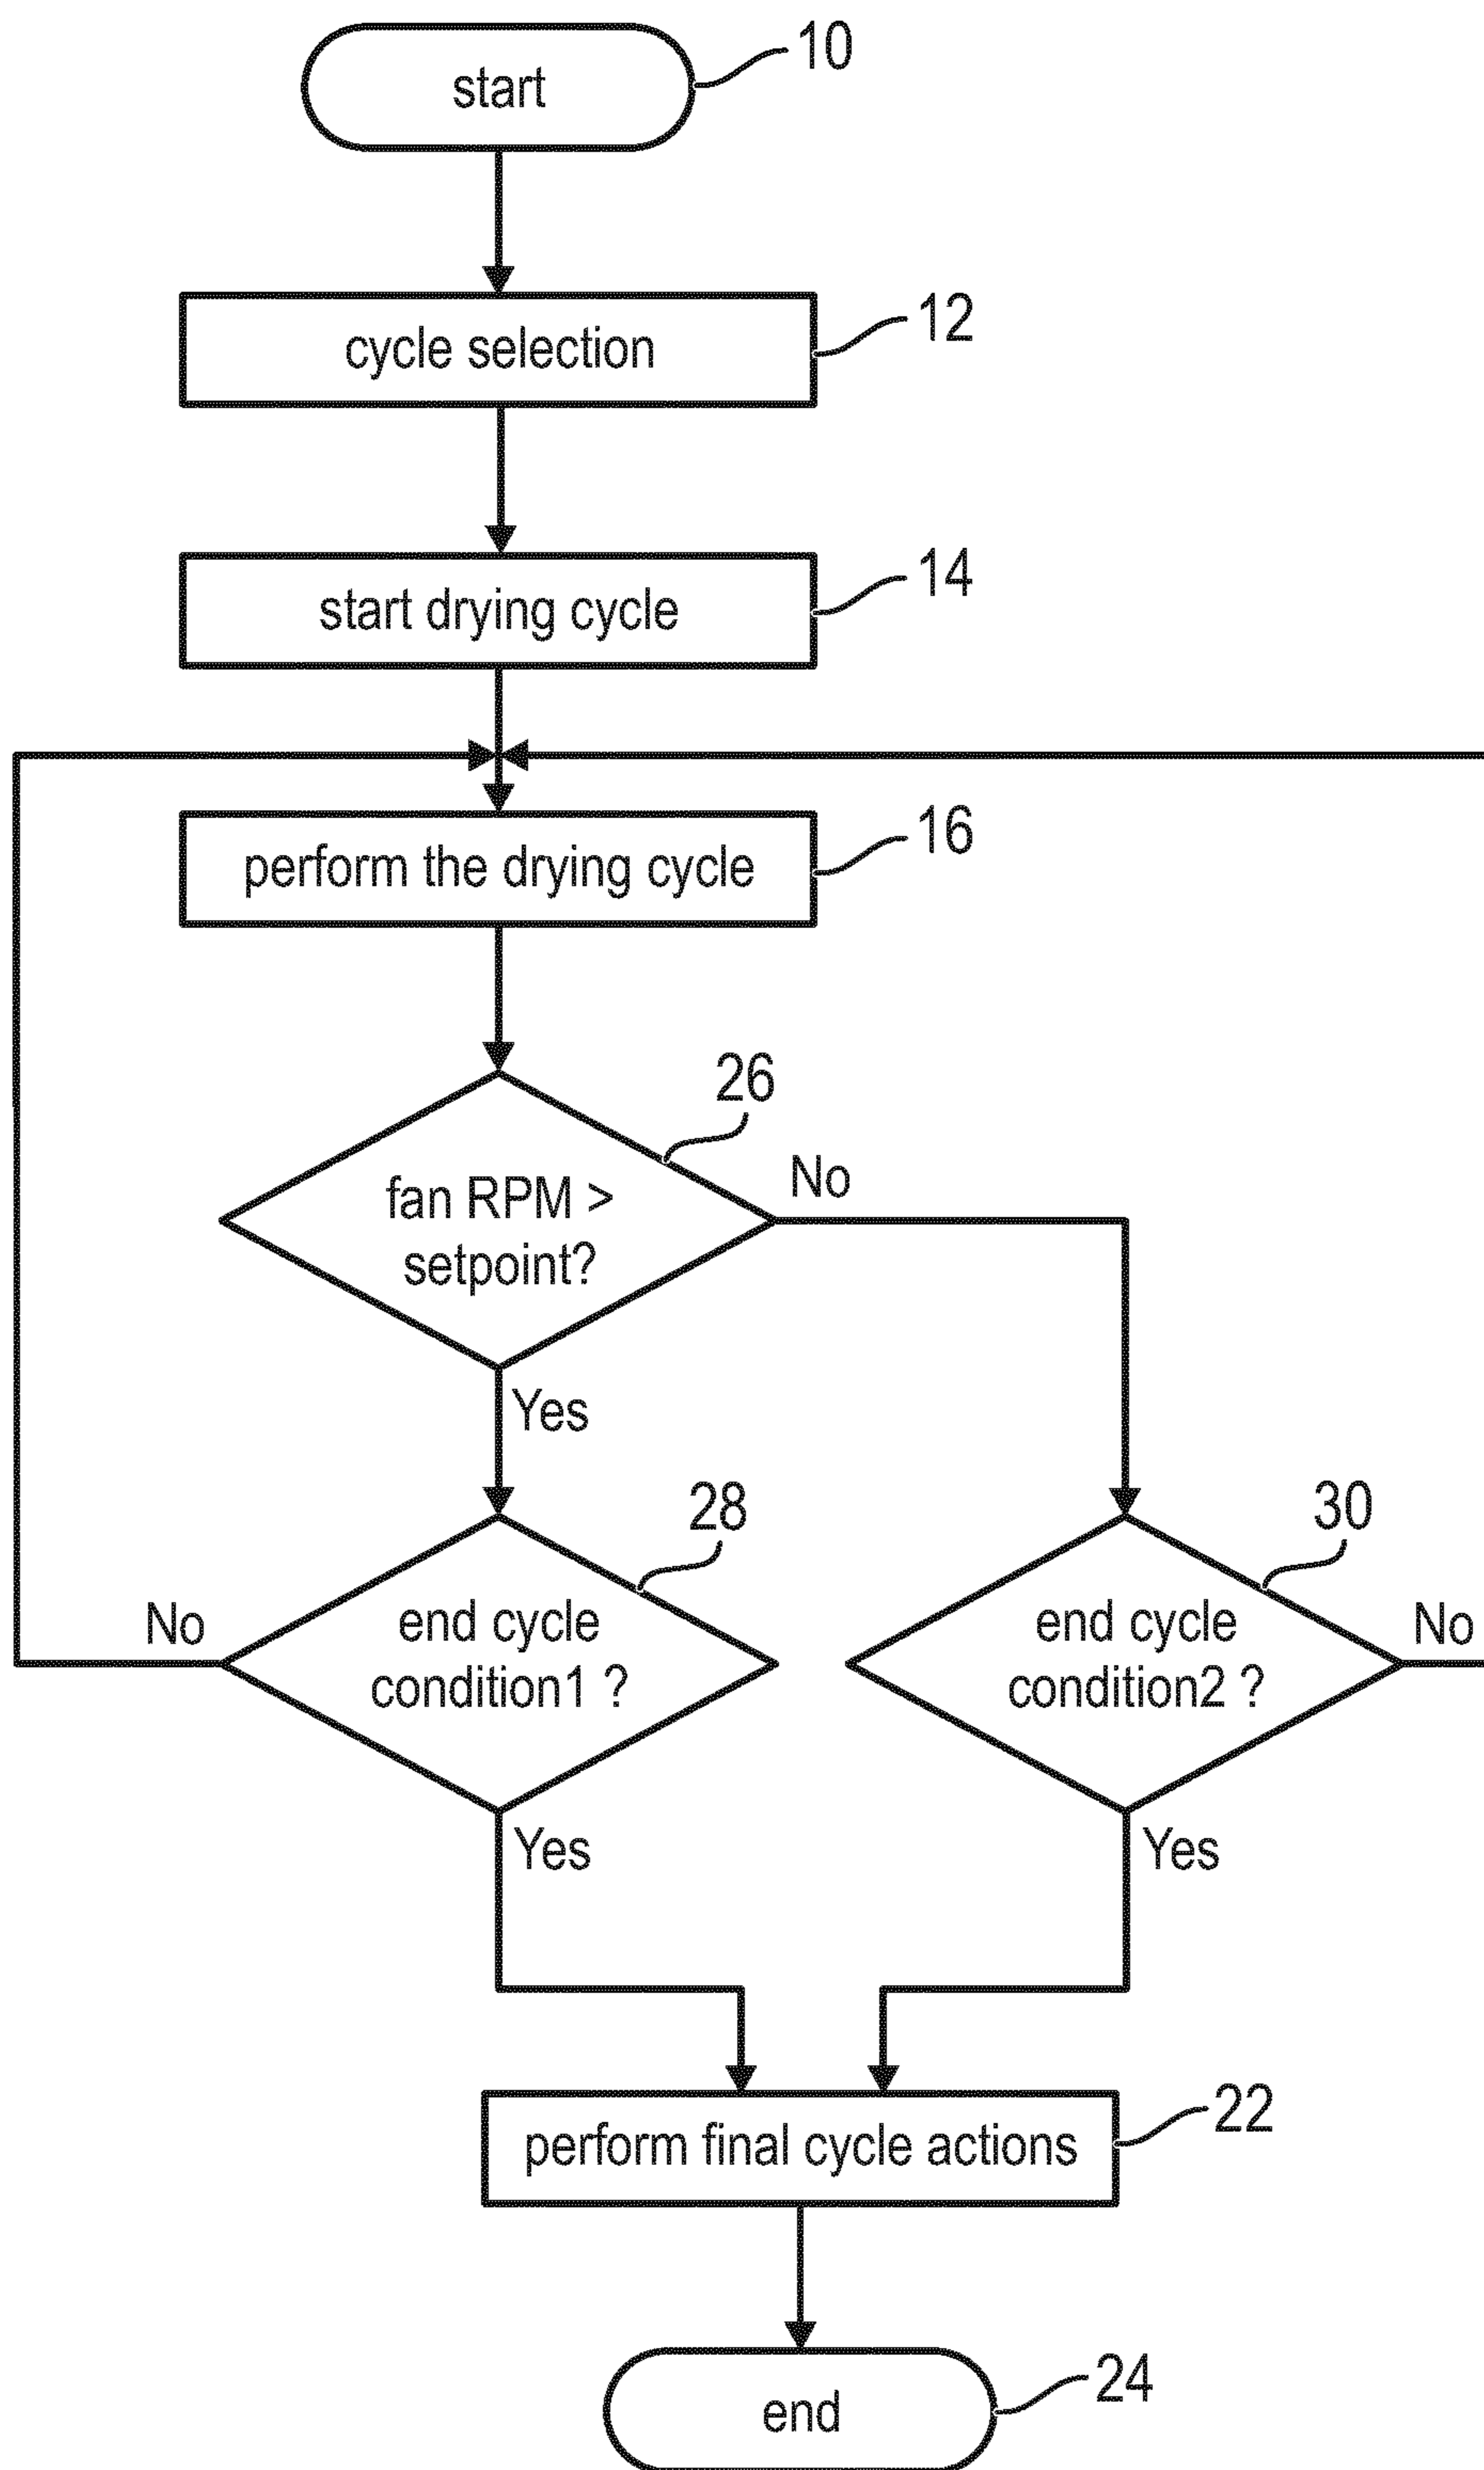 start
10
cycle selection
12
start drying cycle
14
perform the drying cycle
16
26
fan RPM >
setpoint?
No
Yes
28
30
end cycle
condition1 ?
No
end cycle
condition2 ?
No
Yes
Yes
perform final cycle actions
22
end
24